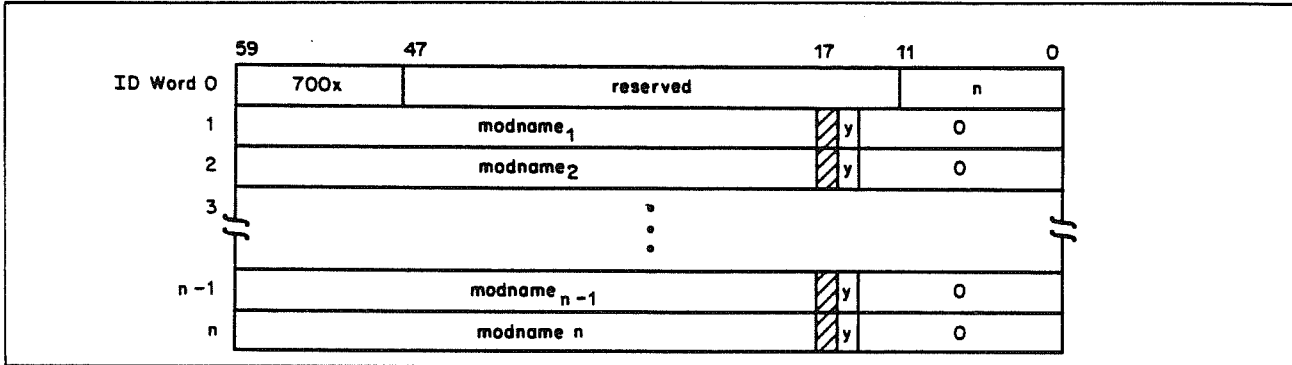 59 47 17 11 0
ID Word 0 700x reserved n
1 modname1 y 0
2 modname2 y 0
3
n-1 modname n-1 y 0
n modname n y 0